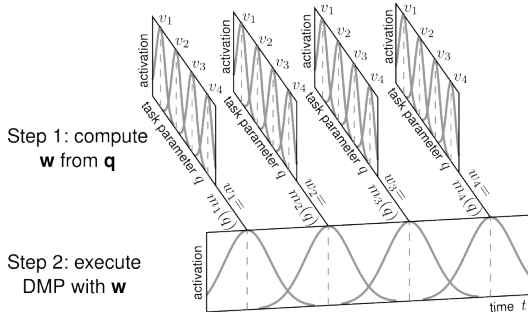 v₁ v₂ v₃ v₄
activation
task parameter q
w₁=
m₁(q)
v₁ v₂ v₃ v₄
activation
task parameter q
w₂=
m₂(q)
v₁ v₂ v₃ v₄
activation
task parameter q
w₃=
m₃(q)
v₁ v₂ v₃ v₄
activation
task parameter q
w₄=
m₄(q)
Step 1: compute
w from q
Step 2: execute
DMP with w
activation
time t